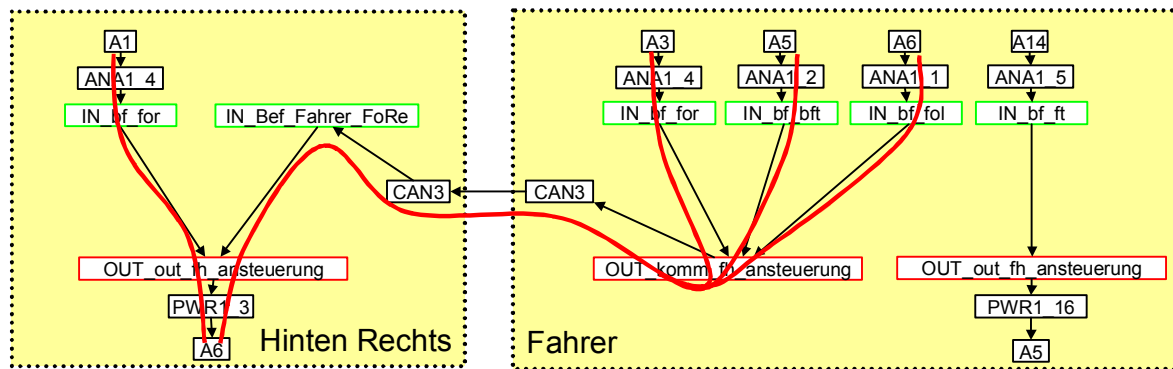 A1
ANA1_4
IN_bf_for
IN_Bef_Fahrer_FoRe
CAN3
OUT_out_fh_ansteuerung
PWR1_3
A6
Hinten Rechts
A3
A5
A6
A14
ANA1_4
ANA1_2
ANA1_1
ANA1_5
IN_bf_for
IN_bf_bft
IN_bf_fol
IN_bf_ft
CAN3
OUT_komm_fh_ansteuerung
OUT_out_fh_ansteuerung
PWR1_16
A5
Fahrer